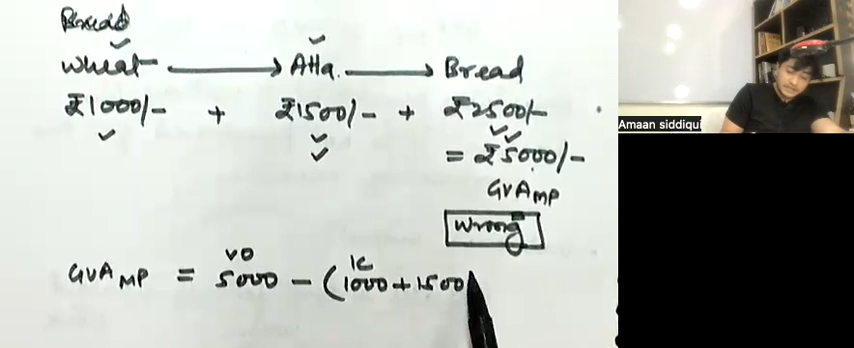 Bread
Wheat → Atta → Bread
₹1000/- + ₹1500/- + ₹2500/-
= ₹5000/-
GVA MP
Wrong
VO IC
GVA MP = 5000 - (1000+1500
Amaan siddiqui